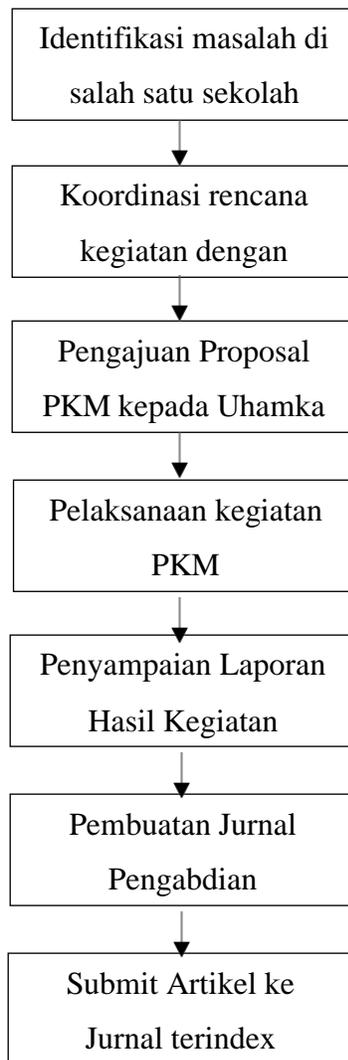 Identifikasi masalah di
salah satu sekolah
Koordinasi rencana
kegiatan dengan
Pengajuan Proposal
PKM kepada Uhamka
Pelaksanaan kegiatan
PKM
Penyampaian Laporan
Hasil Kegiatan
Pembuatan Jurnal
Pengabdian
Submit Artikel ke
Jurnal terindex